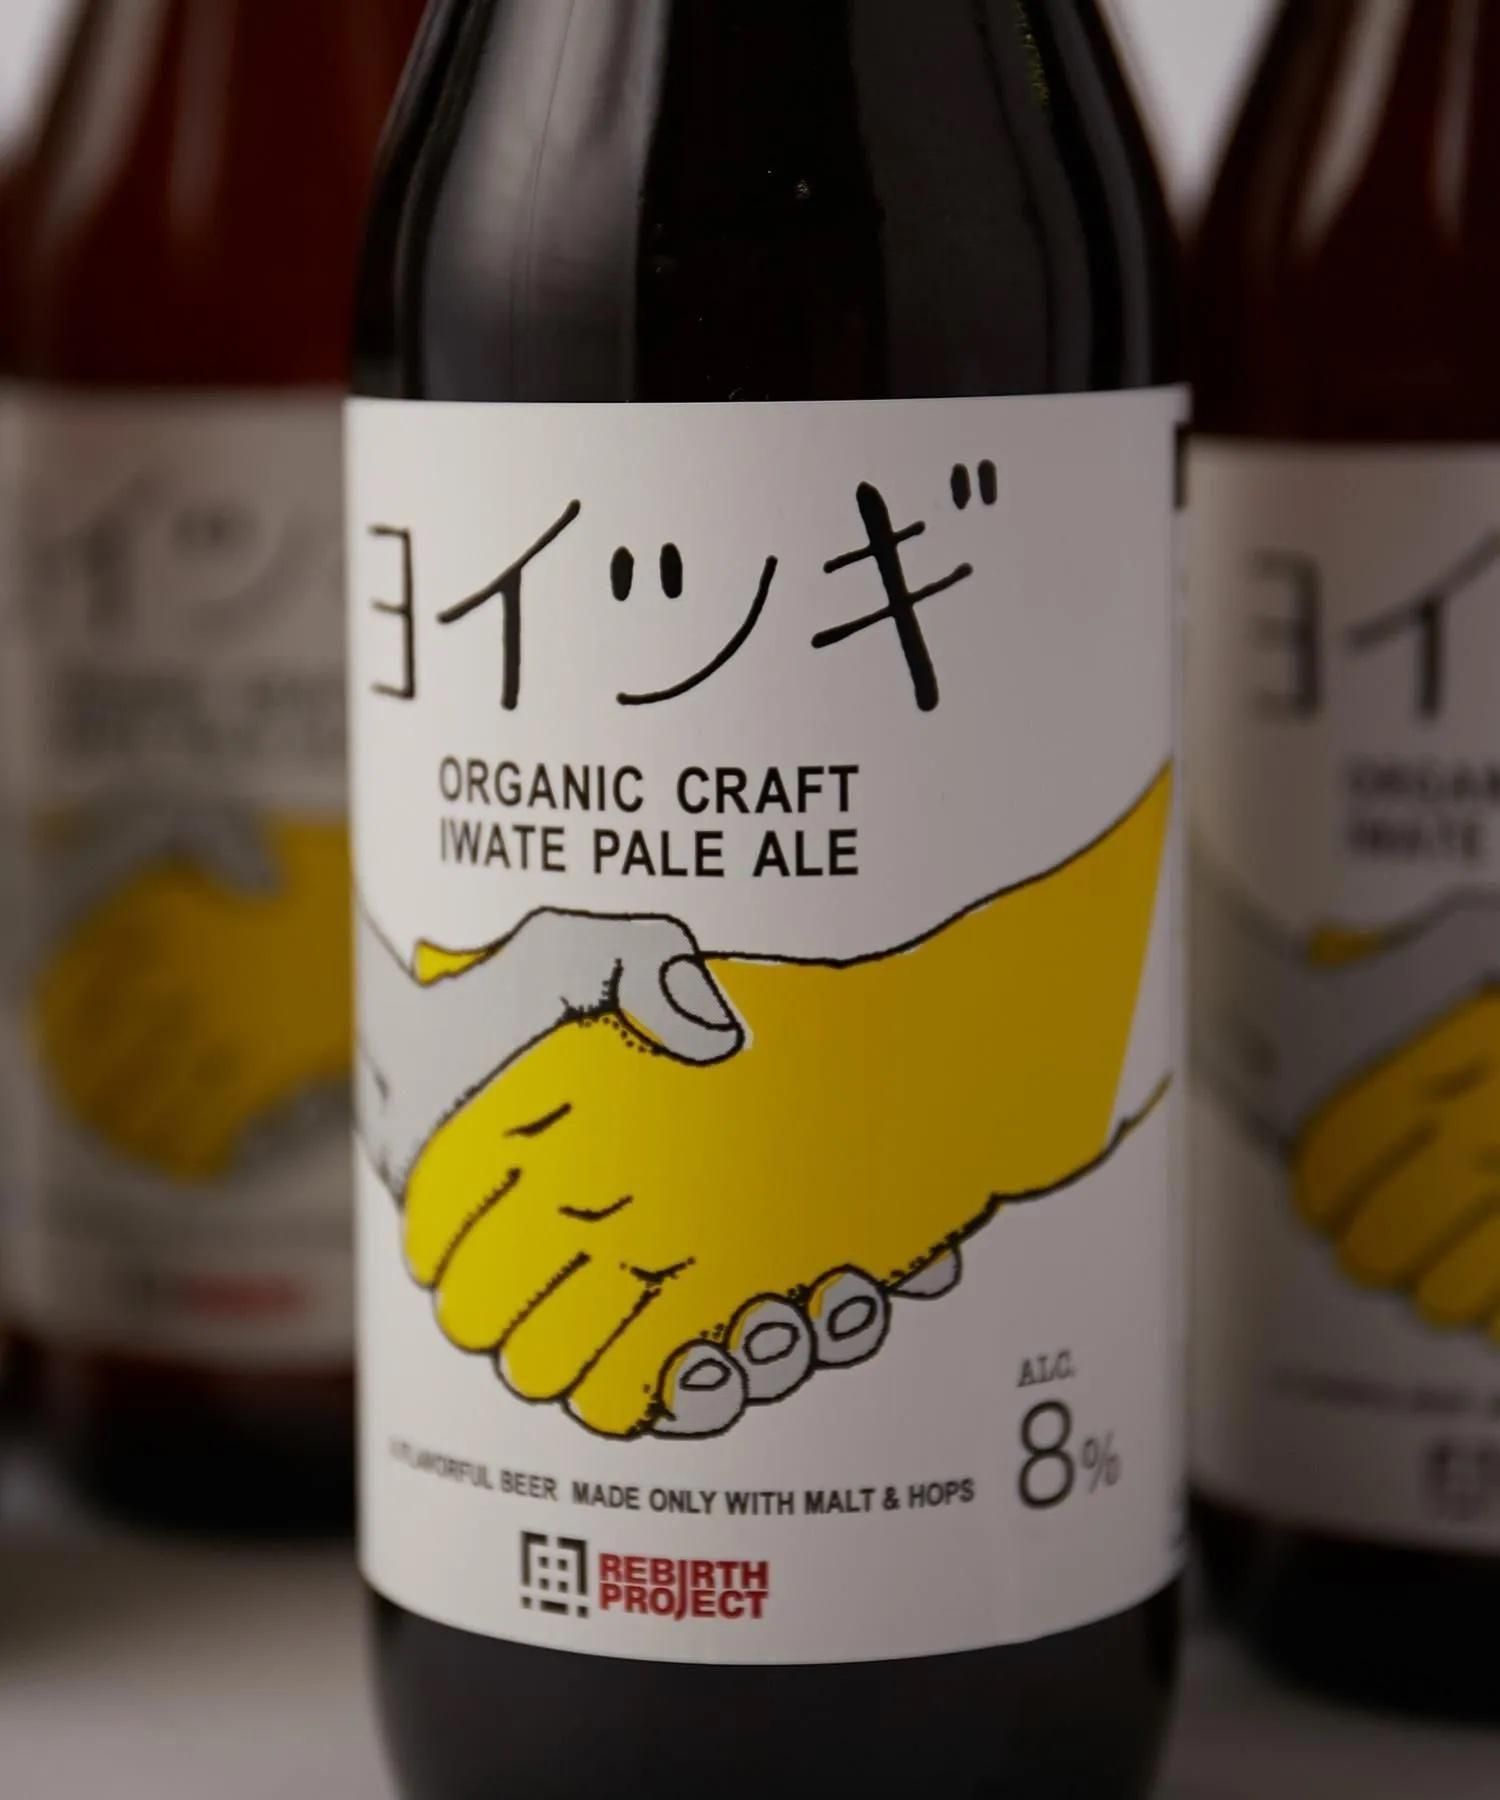 ヨイツギ
ORGANIC CRAFT
IWATE PALE ALE
ALC.
8%
FLAVORFUL BEER MADE ONLY WITH MALT & HOPS
REBIRTH
PROJECT